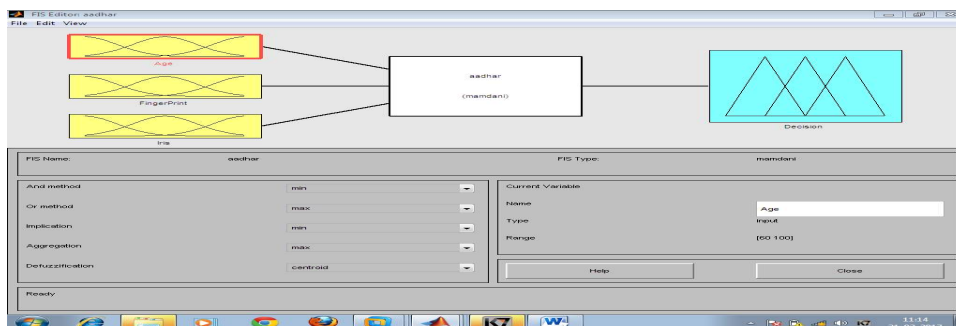 FIS Editor: aadhar
File Edit View
Age
FingerPrint
Iris
aadhar
(mamdani)
Decision
FIS Name: aadhar FIS Type: mamdani
And method min
Or method max
Implication min
Aggregation max
Defuzzification centroid
Current Variable
Name Age
Type input
Range [60 100]
Help Close
Ready
K7 W K7 11:14